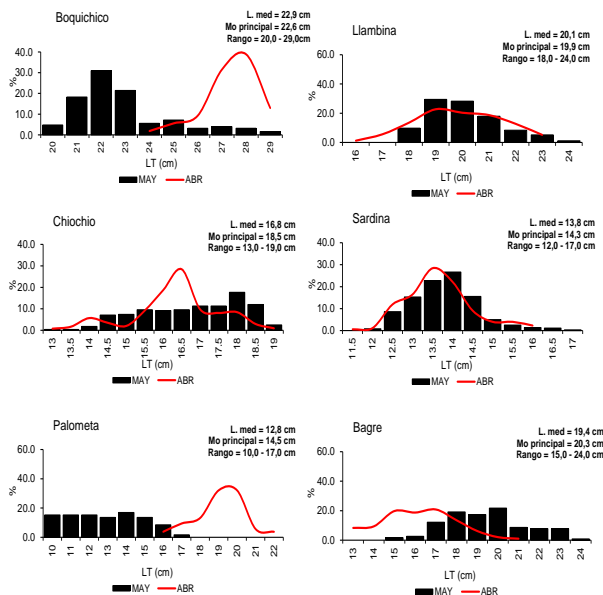 Boquichico
L. med = 22,9 cm
Mo principal = 22,6 cm
Rango = 20,0 - 29,0cm
40.0
30.0
20.0
10.0
0.0
%
20 21 22 23 24 25 26 27 28 29
LT (cm)
MAY ABR
Llambina
L. med = 20,1 cm
Mo principal = 19,9 cm
Rango = 18,0 - 24,0 cm
60.0
40.0
20.0
0.0
%
16 17 18 19 20 21 22 23 24
LT (cm)
MAY ABR
Chiochio
L. med = 16,8 cm
Mo principal = 18,5 cm
Rango = 13,0 - 19,0 cm
40.0
30.0
20.0
10.0
0.0
%
13 13.5 14 14.5 15 15.5 16 16.5 17 17.5 18 18.5 19
LT (cm)
MAY ABR
Sardina
L. med = 13,8 cm
Mo principal = 14,3 cm
Rango = 12,0 - 17,0 cm
40.0
30.0
20.0
10.0
0.0
%
11.5 12 12.5 13 13.5 14 14.5 15 15.5 16 16.5 17
LT (cm)
MAY ABR
Palometa
L. med = 12,8 cm
Mo principal = 14,5 cm
Rango = 10,0 - 17,0 cm
60.0
40.0
20.0
0.0
%
10 11 12 13 14 15 16 17 18 19 20 21 22
LT (cm)
MAY ABR
Bagre
L. med = 19,4 cm
Mo principal = 20,3 cm
Rango = 15,0 - 24,0 cm
60.0
40.0
20.0
0.0
%
13 14 15 16 17 18 19 20 21 22 23 24
LT (cm)
MAY ABR